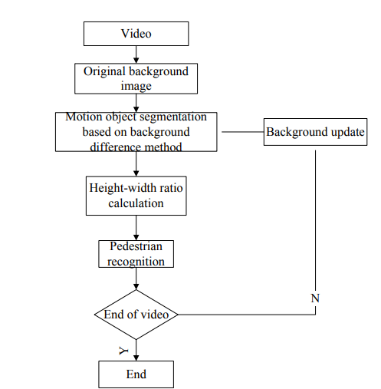 Video
Original background
image
Motion object segmentation
based on background
difference method
Background update
Height-width ratio
calculation
Pedestrian
recognition
End of video
N
Y
End